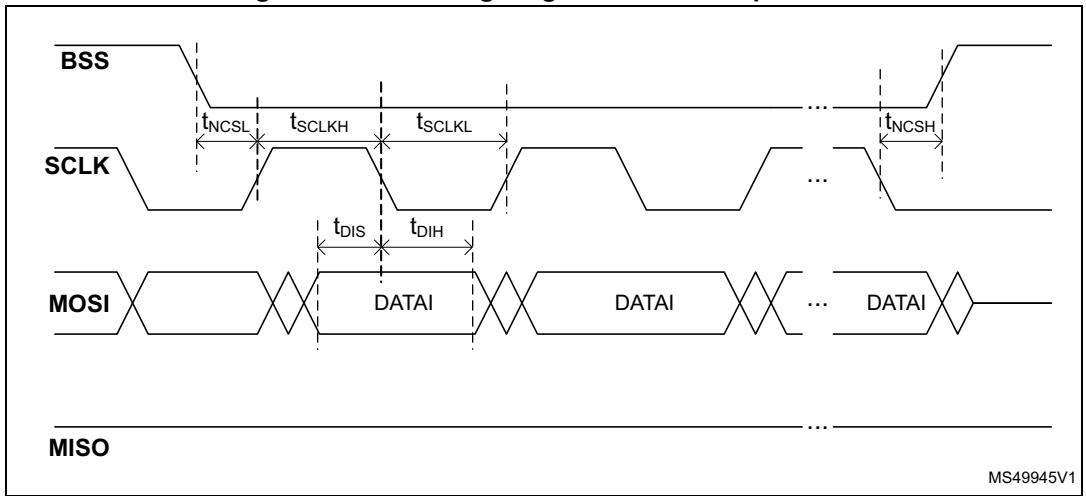 BSS
tNCSL tSCLKH tSCLKL ... tNCSH
SCLK ...
tDIS tDIH
MOSI DATAI DATAI ... DATAI
...
MISO
MS49945V1